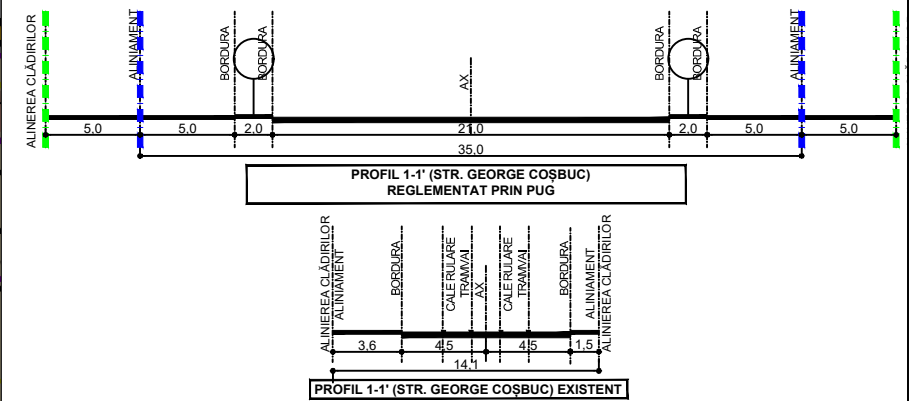 ALINEREA CLĂDIRILOR
ALINIAMENT
BORDURA
BORDURA
AX
BORDURA
BORDURA
ALINIAMENT
5,0 5,0 2,0 21,0 2,0 5,0 5,0
35,0
PROFIL 1-1' (STR. GEORGE COȘBUC)
REGLEMENTAT PRIN PUG
ALINIEREA CLĂDIRILOR
ALINIAMENT
BORDURA
CALE RULARE
TRAMVAI
AX
CALE RULARE
TRAMVAI
BORDURA
ALINIAMENT
ALINIEREA CLĂDIRILOR
3,6 4,5 4,5 1,5
14,1
PROFIL 1-1' (STR. GEORGE COȘBUC) EXISTENT